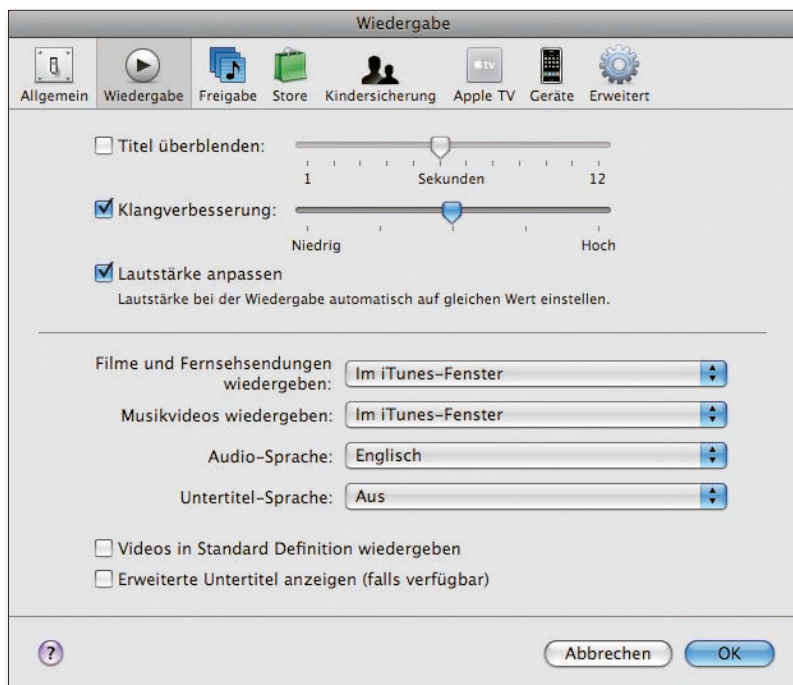 Wiedergabe
Allgemein Wiedergabe Freigabe Store Kindersicherung Apple TV Geräte Erweitert
Titel überblenden:
1 Sekunden 12
Klangverbesserung:
Niedrig Hoch
Lautstärke anpassen
Lautstärke bei der Wiedergabe automatisch auf gleichen Wert einstellen.
Filme und Fernsehsendungen
wiedergeben: Im iTunes-Fenster
Musikvideos wiedergeben: Im iTunes-Fenster
Audio-Sprache: Englisch
Untertitel-Sprache: Aus
Videos in Standard Definition wiedergeben
Erweiterte Untertitel anzeigen (falls verfügbar)
? Abbrechen OK